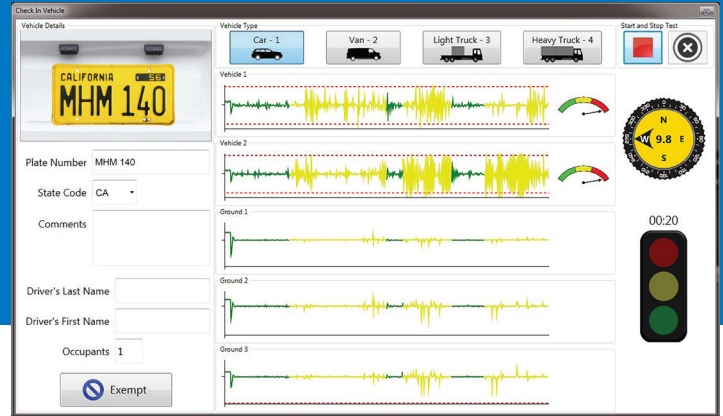 Check In Vehicle
Vehicle Details
CALIFORNIA 56
MHM 140
Plate Number MHM 140
State Code CA
Comments
Driver's Last Name
Driver's First Name
Occupants 1
Exempt
Vehicle Type
Car - 1
Van - 2
Light Truck - 3
Heavy Truck - 4
Vehicle 1
Vehicle 2
Ground 1
Ground 2
Ground 3
Start and Stop Test
N
W 9.8 E
S
00:20